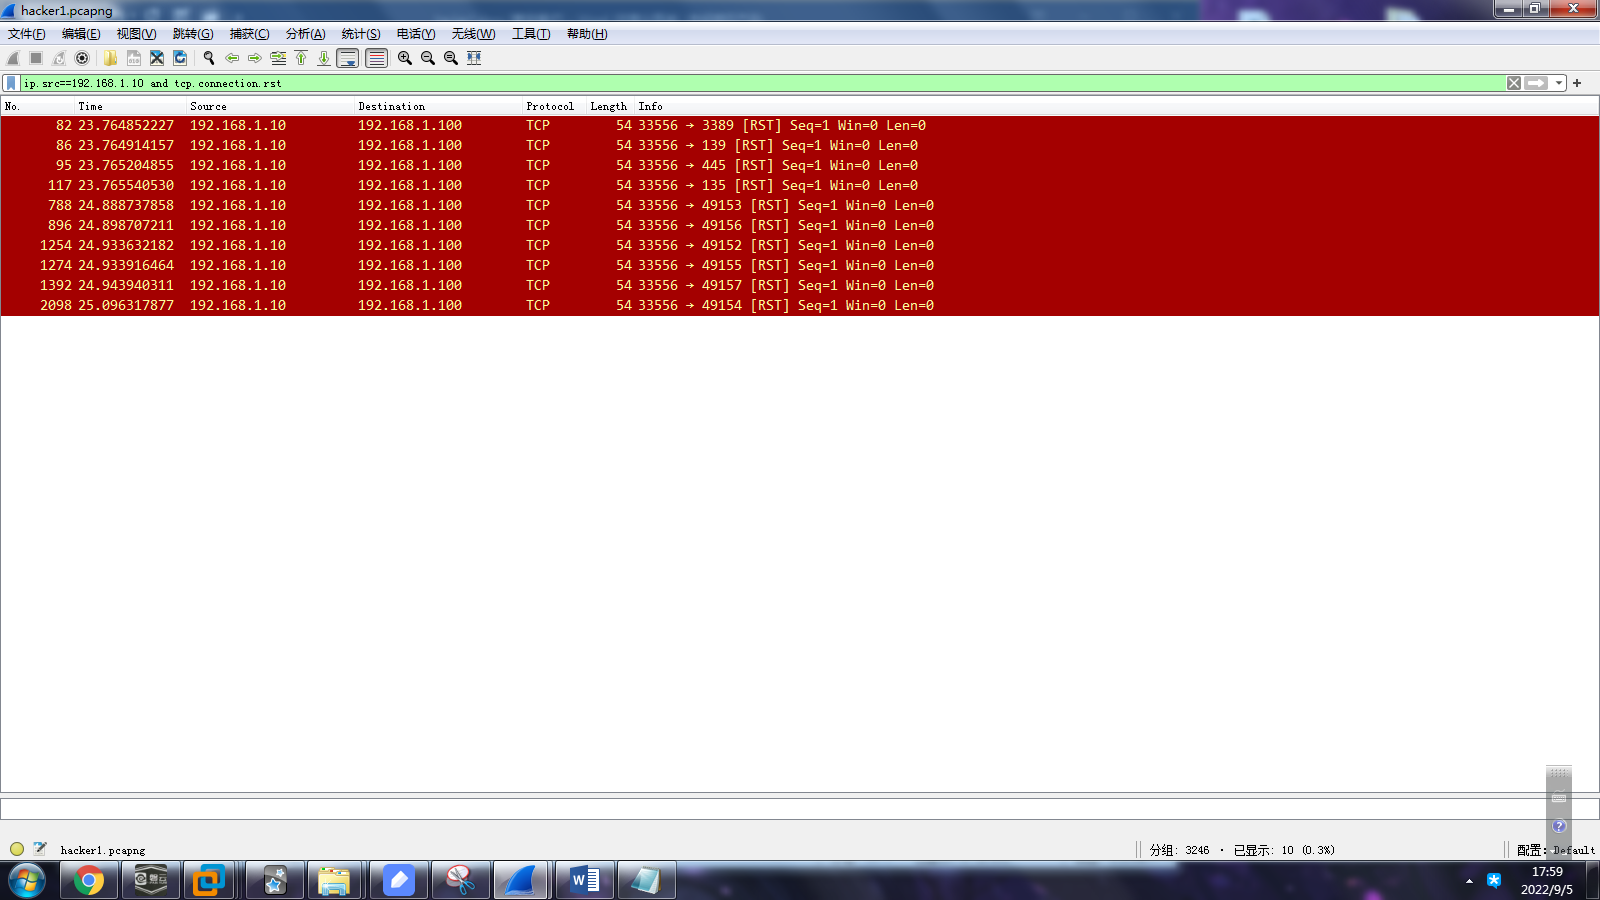 hacker1.pcapng
文件(F) 编辑(E) 视图(V) 跳转(G) 捕获(C) 分析(A) 统计(S) 电话(Y) 无线(W) 工具(T) 帮助(H)
ip.src==192.168.1.10 and tcp.connection.rst
No. Time Source Destination Protocol Length Info
82 23.764852227 192.168.1.10 192.168.1.100 TCP 54 33556 → 3389 [RST] Seq=1 Win=0 Len=0
86 23.764914157 192.168.1.10 192.168.1.100 TCP 54 33556 → 139 [RST] Seq=1 Win=0 Len=0
95 23.765204855 192.168.1.10 192.168.1.100 TCP 54 33556 → 445 [RST] Seq=1 Win=0 Len=0
117 23.765540530 192.168.1.10 192.168.1.100 TCP 54 33556 → 135 [RST] Seq=1 Win=0 Len=0
788 24.888737858 192.168.1.10 192.168.1.100 TCP 54 33556 → 49153 [RST] Seq=1 Win=0 Len=0
896 24.898707211 192.168.1.10 192.168.1.100 TCP 54 33556 → 49156 [RST] Seq=1 Win=0 Len=0
1254 24.933632182 192.168.1.10 192.168.1.100 TCP 54 33556 → 49152 [RST] Seq=1 Win=0 Len=0
1274 24.933916464 192.168.1.10 192.168.1.100 TCP 54 33556 → 49155 [RST] Seq=1 Win=0 Len=0
1392 24.943940311 192.168.1.10 192.168.1.100 TCP 54 33556 → 49157 [RST] Seq=1 Win=0 Len=0
2098 25.096317877 192.168.1.10 192.168.1.100 TCP 54 33556 → 49154 [RST] Seq=1 Win=0 Len=0
hacker1.pcapng 分组: 3246 · 已显示: 10 (0.3%) 配置: Default
17:59
2022/9/5